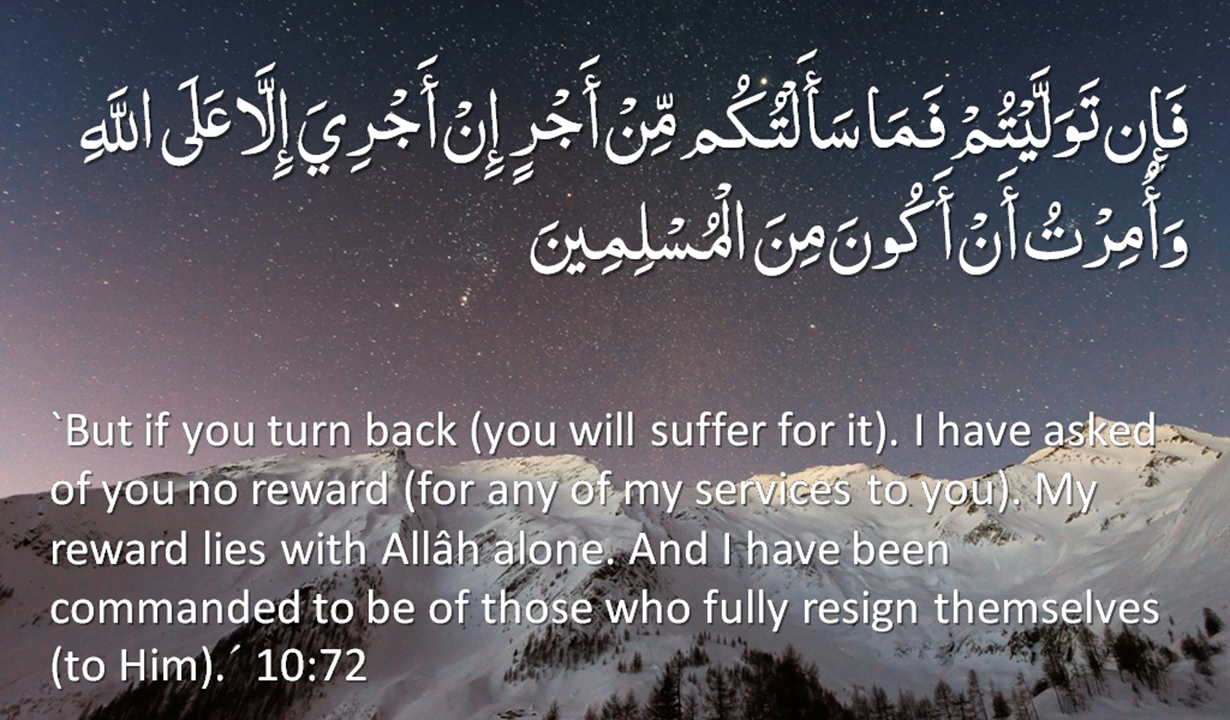 فَإِن تَوَلَّيْتُمْ فَمَا سَأَلْتُكُم مِّنْ أَجْرٍ إِنْ أَجْرِيَ إِلَّا عَلَى اللَّهِ
وَأُمِرْتُ أَنْ أَكُونَ مِنَ الْمُسْلِمِينَ
`But if you turn back (you will suffer for it). I have asked
of you no reward (for any of my services to you). My
reward lies with Allâh alone. And I have been
commanded to be of those who fully resign themselves
(to Him).´ 10:72